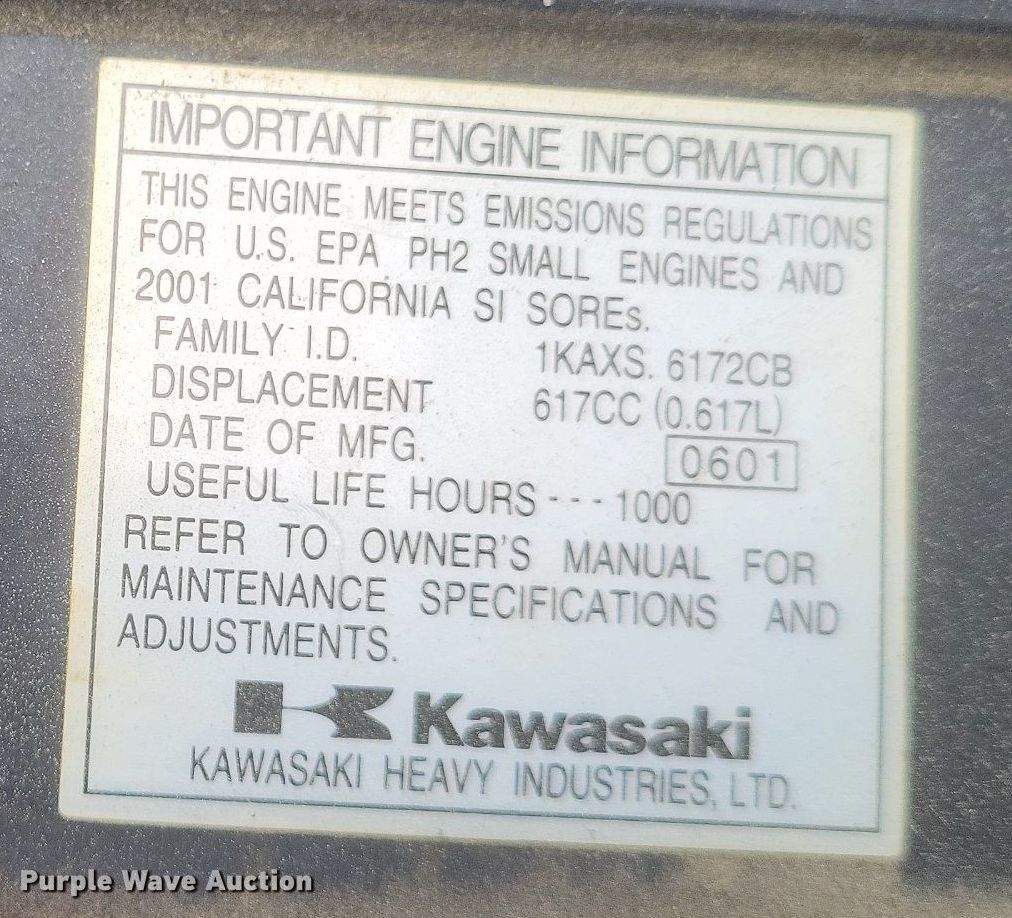 IMPORTANT ENGINE INFORMATION
THIS ENGINE MEETS EMISSIONS REGULATIONS
FOR U.S. EPA PH2 SMALL ENGINES AND
2001 CALIFORNIA SI SOREs.
FAMILY I.D. 1KAXS. 6172CB
DISPLACEMENT 617CC (0.617L)
DATE OF MFG. 0601
USEFUL LIFE HOURS - - - 1000
REFER TO OWNER'S MANUAL FOR
MAINTENANCE SPECIFICATIONS AND
ADJUSTMENTS.
Kawasaki
KAWASAKI HEAVY INDUSTRIES, LTD.
Purple Wave Auction